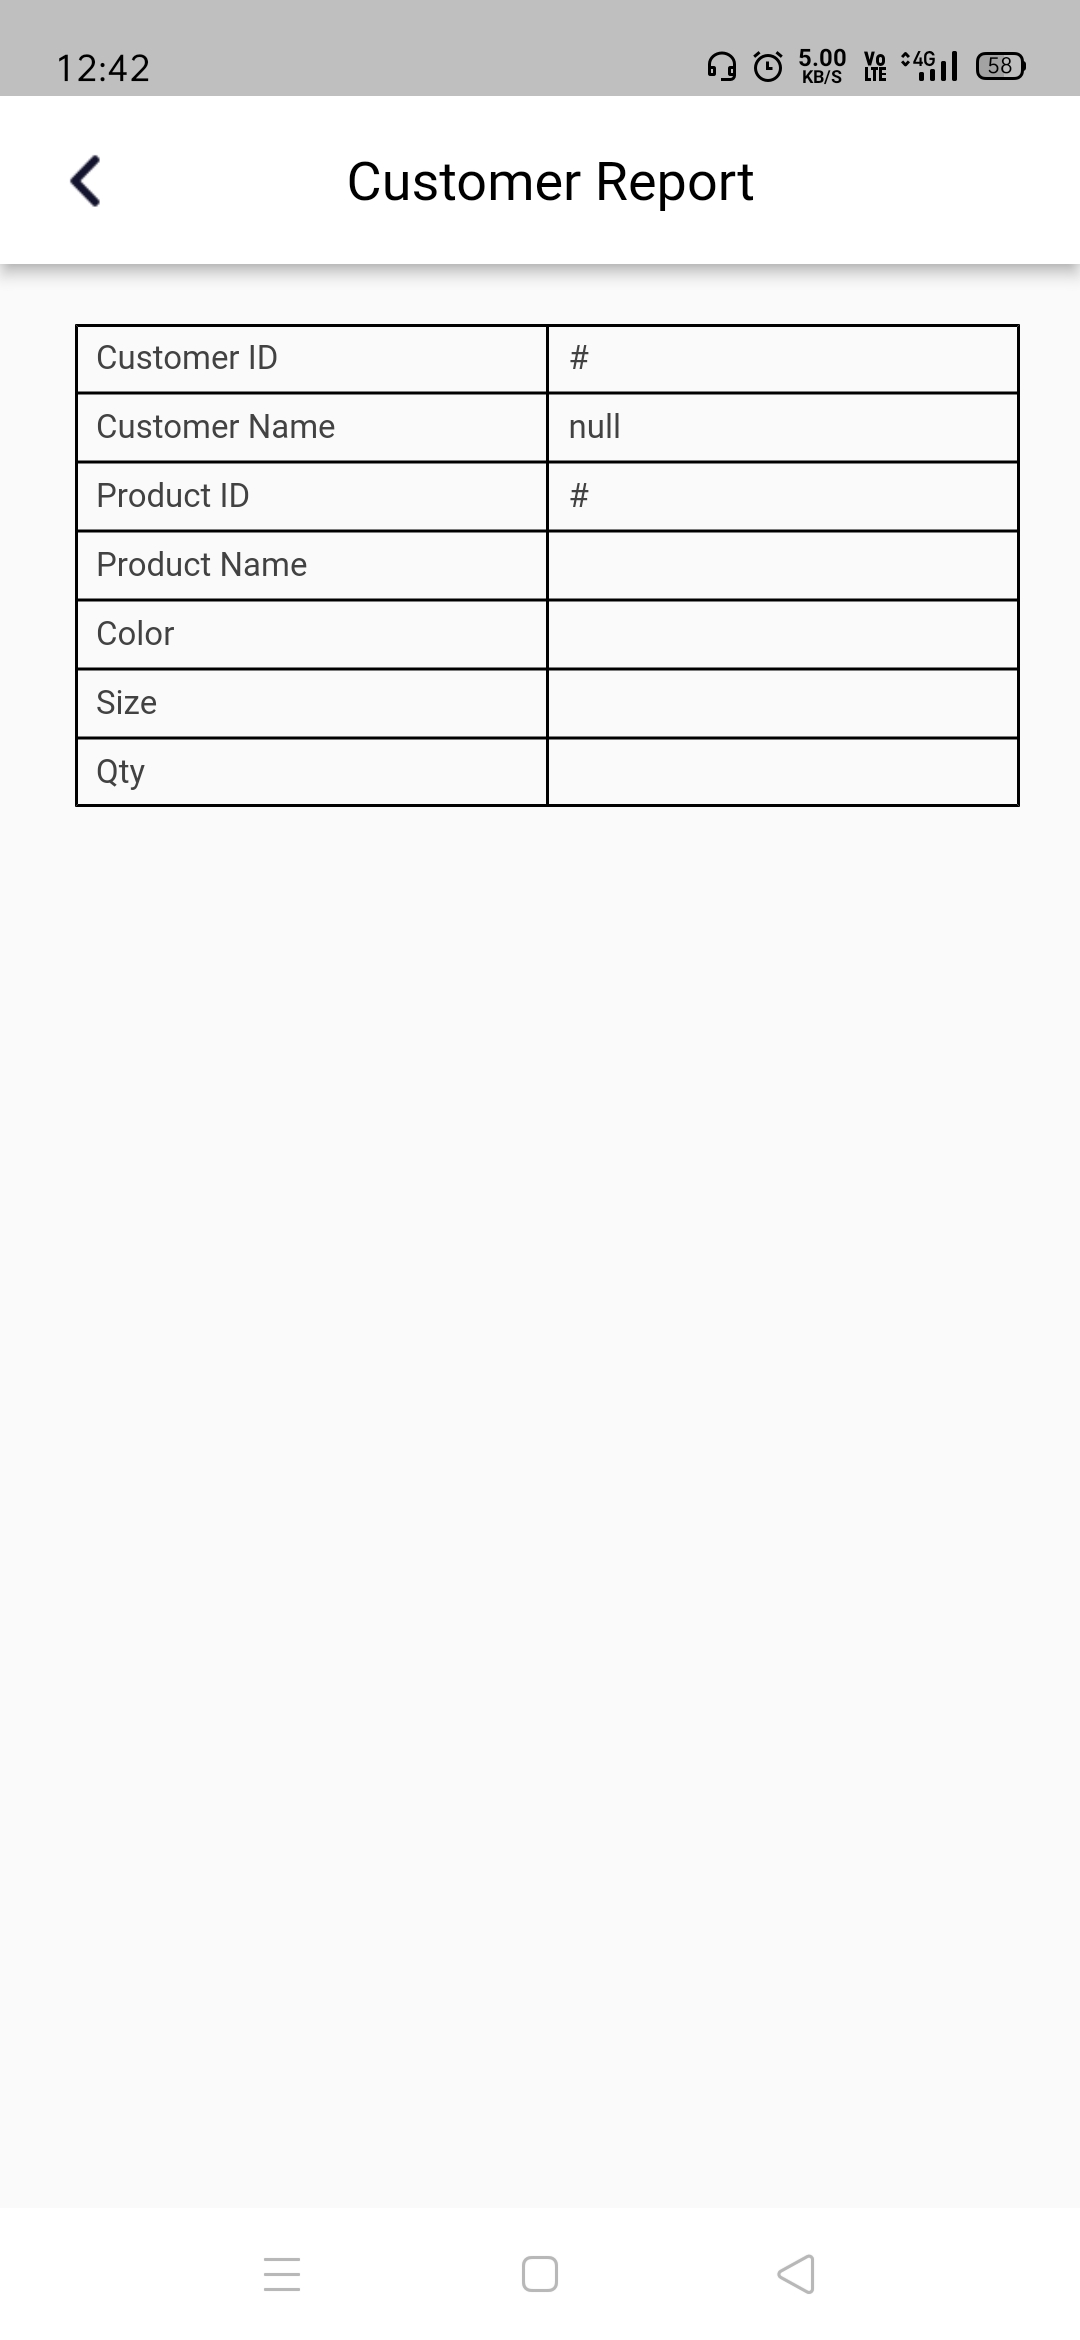 12:42 5.00 KB/S Vo LTE 4G 58
Customer Report
Customer ID #
Customer Name null
Product ID #
Product Name
Color
Size
Qty